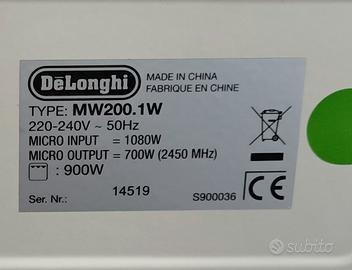 DeLonghi
MADE IN CHINA
FABRIQUE EN CHINE
TYPE: MW200.1W
220-240V ~ 50Hz
MICRO INPUT = 1080W
MICRO OUTPUT = 700W (2450 MHz)
: 900W
Ser. Nr.: 14519
S900036
CE
subito